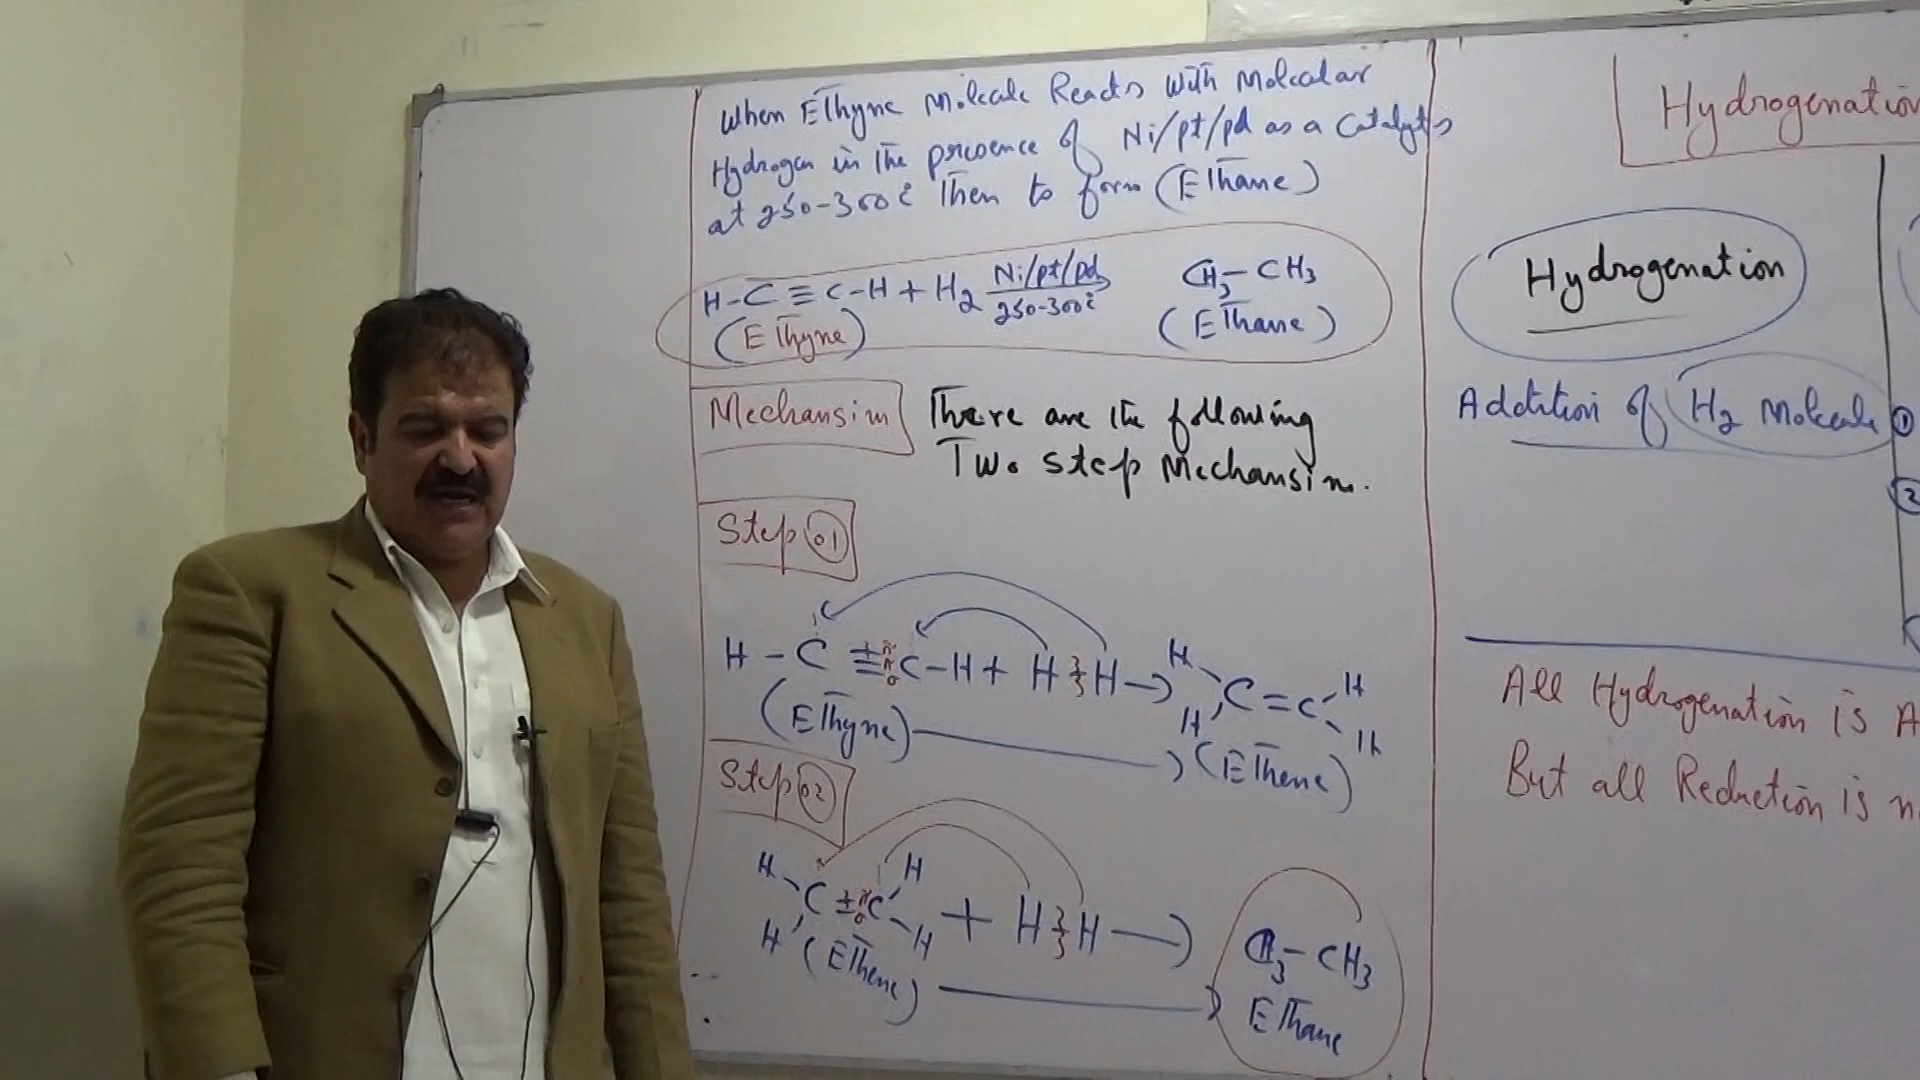 When Ethyne Molecule Reacts with Molecular
Hydrogen in the presence of Ni/pt/pd as a Catalyts
at 250-300°C Then to form (Ethane)
H-C≡C-H + H2 Ni/pt/pd CH3-CH3
250-300°C
(Ethyne) (Ethane)
Mechansim There are the following
Two step Mechansim.
Step 01
H-C≡C-H + H H → H H C=C H H
(Ethyne) (Ethene)
Step 02
H H C=C H H + H H → CH3-CH3
(Ethene) Ethane
Hydrogenation
Hydrogenation
Addition of H2 Molecule
1
2
All Hydrogenation is
But all Reduction is